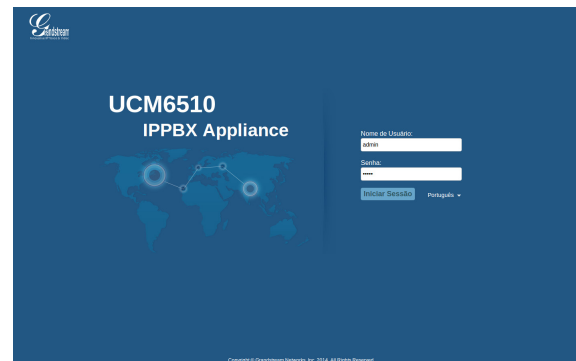 Grandstream
UCM6510
IPPBX Appliance
Nome de Usuário:
admin
Senha:
•••••
Iniciar Sessão
Português
Copyright © Grandstream Networks, Inc. 2014. All Rights Reserved.